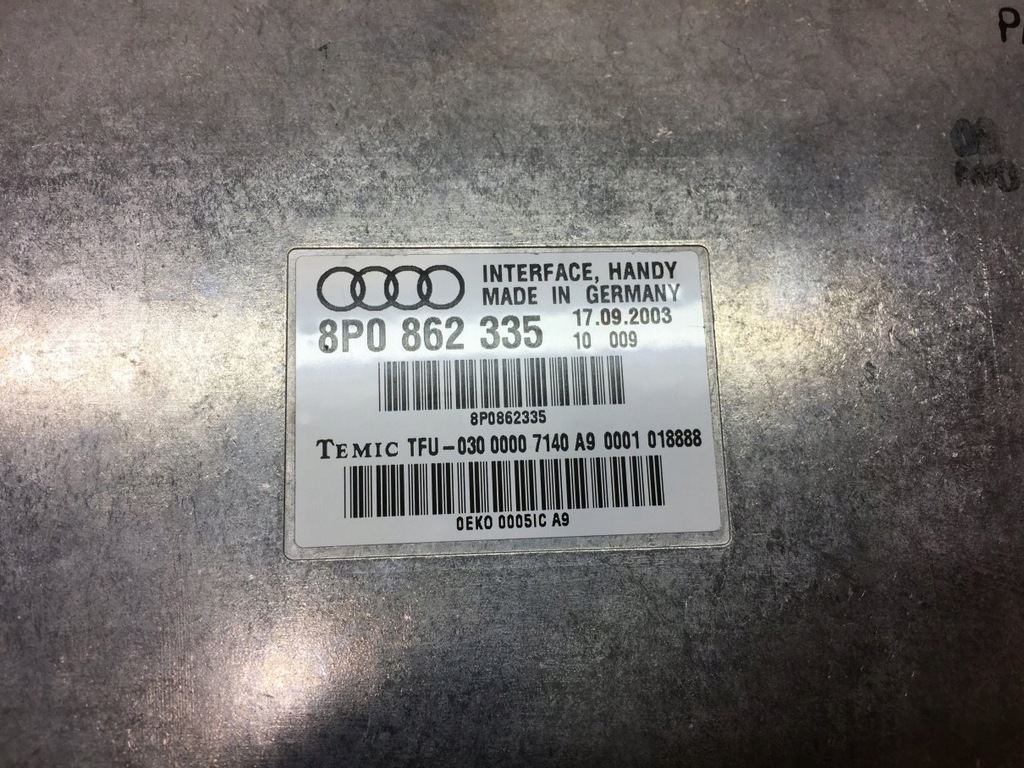 INTERFACE, HANDY
MADE IN GERMANY
8P0 862 335
17.09.2003
10 009
8P0862335
TEMIC TFU-030 0000 7140 A9 0001 018888
0EK0 0005IC A9